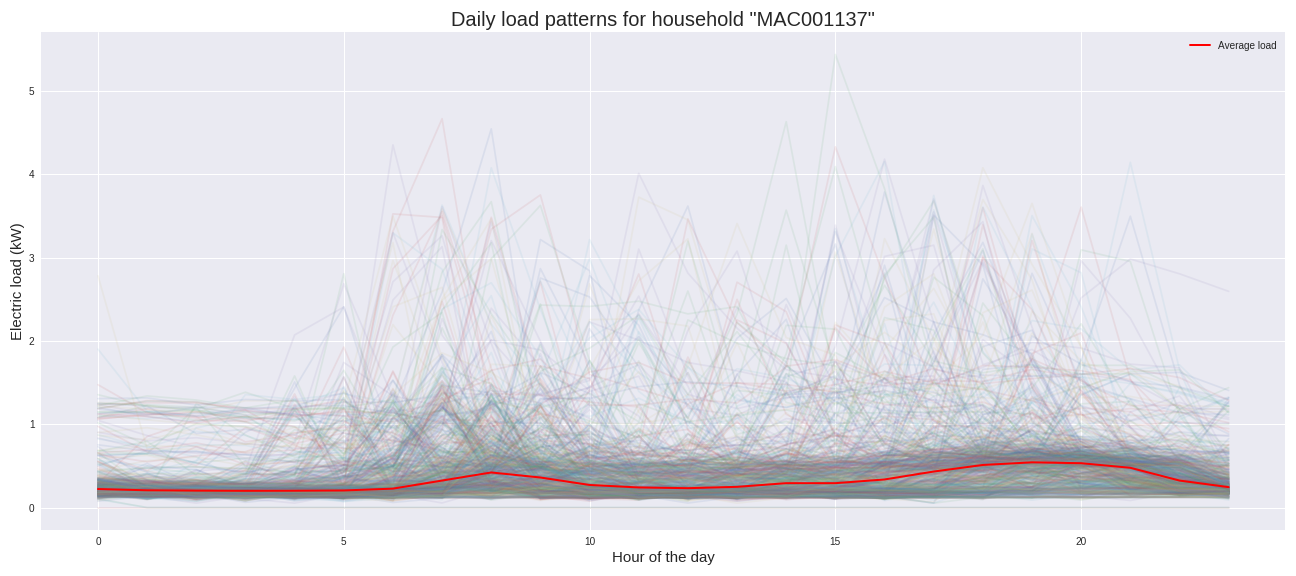 Daily load patterns for household "MAC001137"
Average load
Electric load (kW)
5
4
3
2
1
0
0
5
10
15
20
Hour of the day